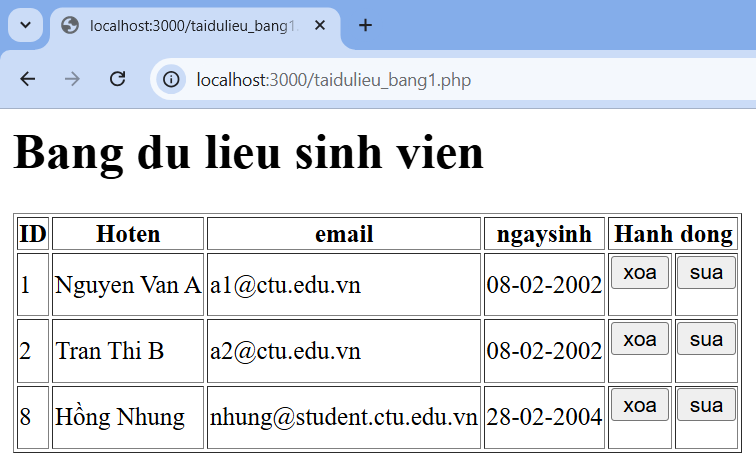 localhost:3000/taidulieu_bang1.
localhost:3000/taidulieu_bang1.php
Bang du lieu sinh vien
ID Hoten email ngaysinh Hanh dong
1 Nguyen Van A a1@ctu.edu.vn 08-02-2002 xoa sua
2 Tran Thi B a2@ctu.edu.vn 08-02-2002 xoa sua
8 Hồng Nhung nhung@student.ctu.edu.vn 28-02-2004 xoa sua